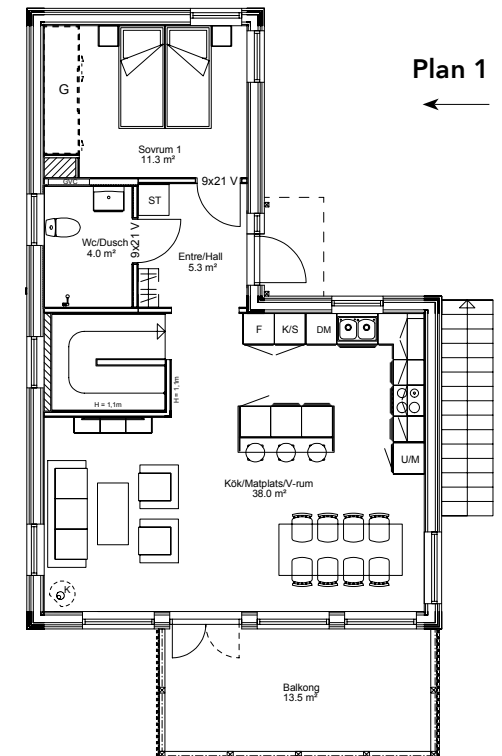 Plan 1
G
Sovrum 1
11.3 m²
GVC
9x21 V
ST
Wc/Dusch
4.0 m²
9x21 V
Entre/Hall
5.3 m²
F
K/S
DM
H = 1,1m
H = 1,1m
U/M
Kök/Matplats/V-rum
38.0 m²
K
Balkong
13.5 m²